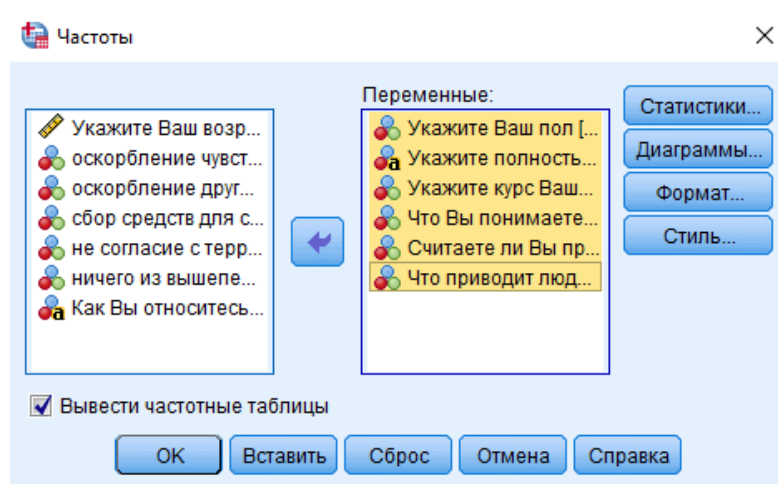 Частоты
Укажите Ваш возр...
оскорбление чувст...
оскорбление друг...
сбор средств для с...
не согласие с терр...
ничего из вышепе...
Как Вы относитесь...
Переменные:
Укажите Ваш пол [...
Укажите полность...
Укажите курс Ваш...
Что Вы понимаете...
Считаете ли Вы пр...
Что приводит люд...
Статистики...
Диаграммы...
Формат...
Стиль...
Вывести частотные таблицы
OK Вставить Сброс Отмена Справка